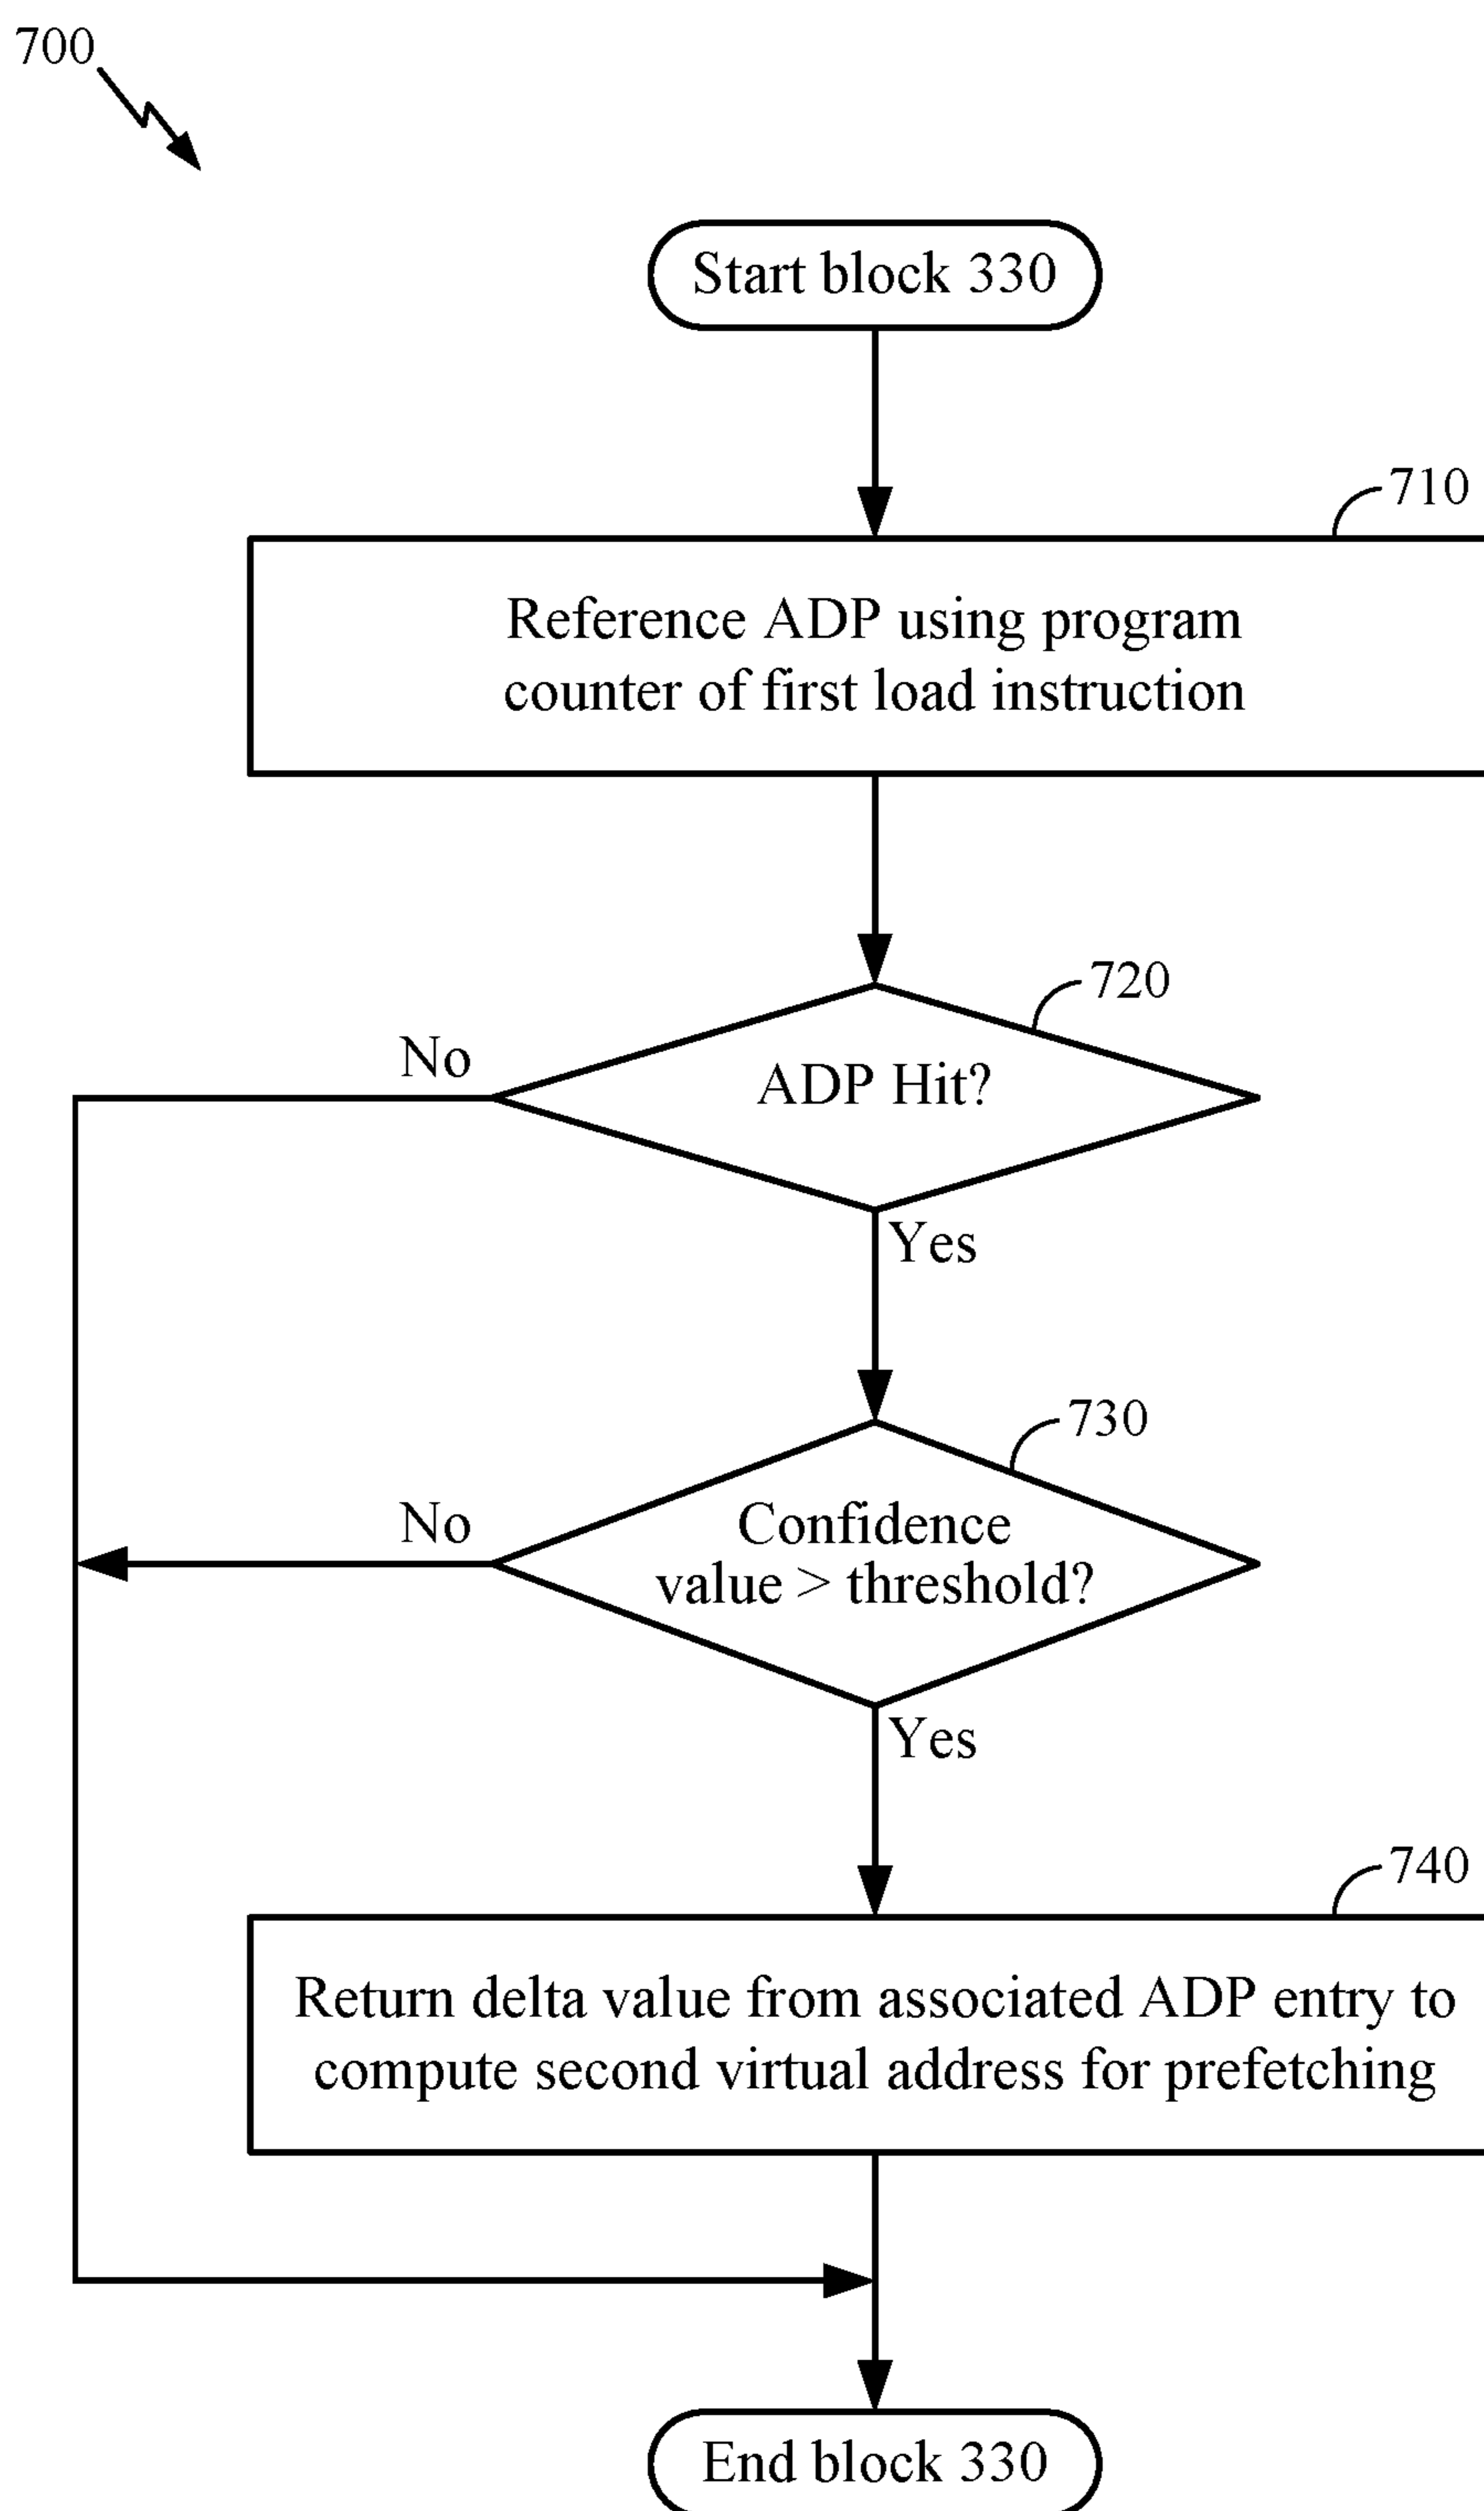 700
Start block 330
710
Reference ADP using program
counter of first load instruction
720
No
ADP Hit?
Yes
730
No
Confidence
value > threshold?
Yes
740
Return delta value from associated ADP entry to
compute second virtual address for prefetching
End block 330